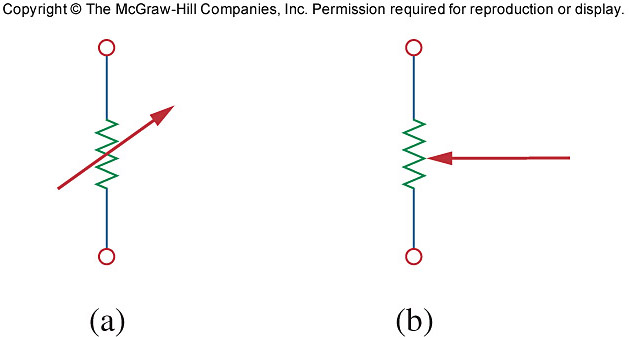 Copyright © The McGraw-Hill Companies, Inc. Permission required for reproduction or display.
(a) (b)